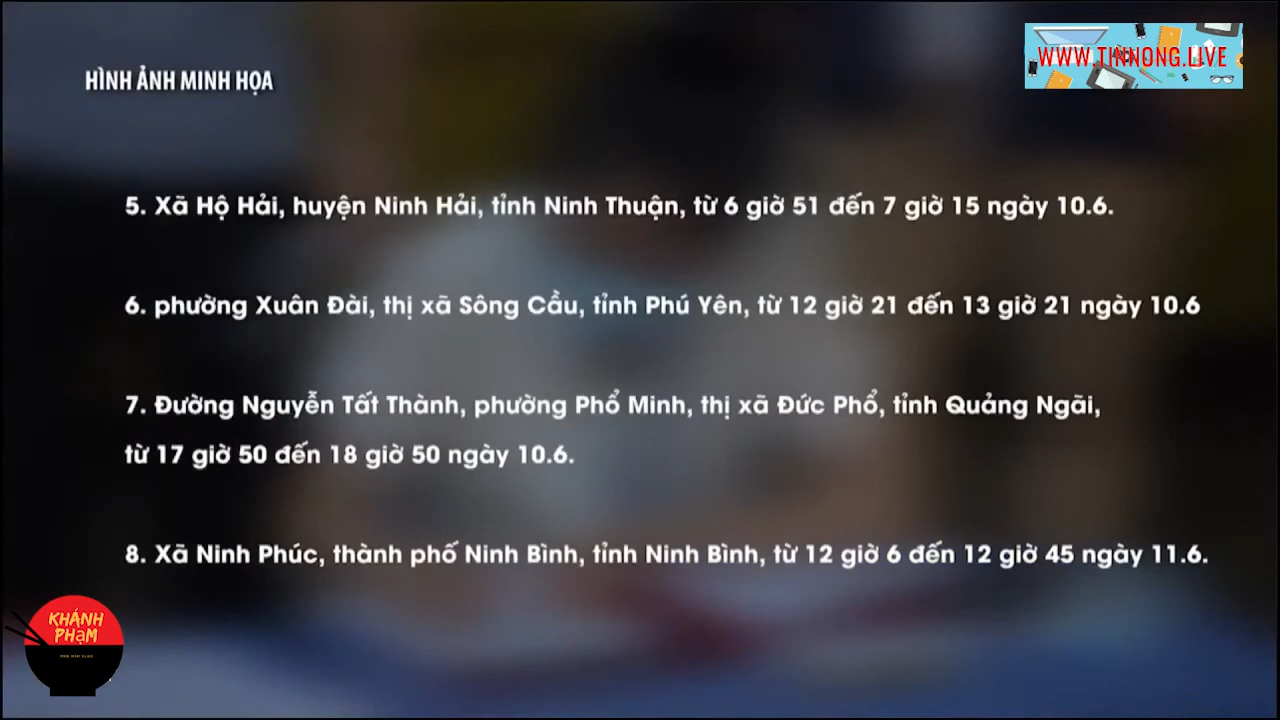 HÌNH ẢNH MINH HỌA
WWW.TINNONG.LIVE
5. Xã Hộ Hải, huyện Ninh Hải, tỉnh Ninh Thuận, từ 6 giờ 51 đến 7 giờ 15 ngày 10.6.
6. phường Xuân Đài, thị xã Sông Cầu, tỉnh Phú Yên, từ 12 giờ 21 đến 13 giờ 21 ngày 10.6
7. Đường Nguyễn Tất Thành, phường Phổ Minh, thị xã Đức Phổ, tỉnh Quảng Ngãi,
từ 17 giờ 50 đến 18 giờ 50 ngày 10.6.
8. Xã Ninh Phúc, thành phố Ninh Bình, tỉnh Ninh Bình, từ 12 giờ 6 đến 12 giờ 45 ngày 11.6.
KHÁNH
PHẠM